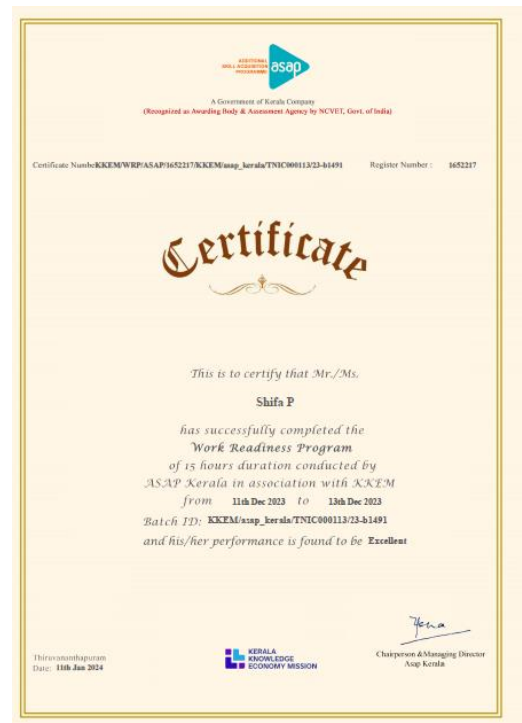 ADDITIONAL
SKILL ACQUISITION
PROGRAMME
asap
A Government of Kerala Company
(Recognized as Awarding Body & Assessment Agency by NCVET, Govt. of India)
Certificate Numbe KKEM/WRP/ASAP/1652217/KKEM/asap_kerala/TNIC000113/23-b1491 Register Number : 1652217
Certificate
This is to certify that Mr./Ms.
Shifa P
has successfully completed the
Work Readiness Program
of 15 hours duration conducted by
ASAP Kerala in association with KKEM
from 11th Dec 2023 to 13th Dec 2023
Batch ID: KKEM/asap_kerala/TNIC000113/23-b1491
and his/her performance is found to be Excellent
Thiruvananthapuram
Date: 11th Jan 2024
KERALA
KNOWLEDGE
ECONOMY MISSION
Chairperson &Managing Director
Asap Kerala